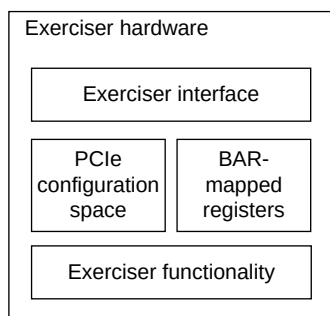 Exerciser hardware
Exerciser interface
PCIe
configuration
space
BAR-
mapped
registers
Exerciser functionality